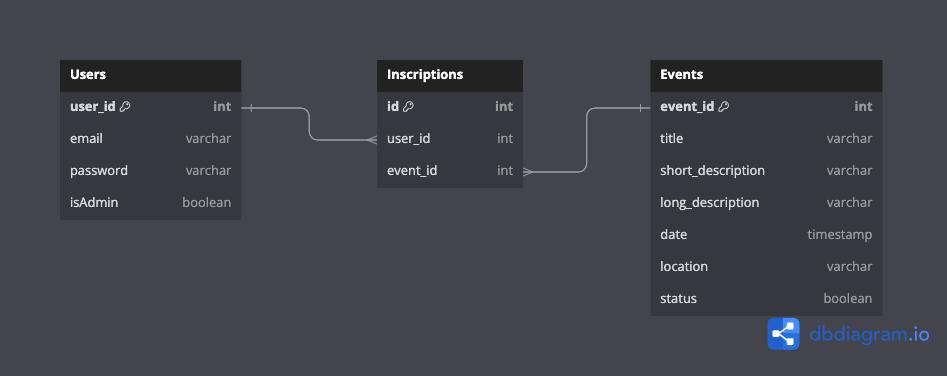 Users
user_id int
email varchar
password varchar
isAdmin boolean
Inscriptions
id int
user_id int
event_id int
Events
event_id int
title varchar
short_description varchar
long_description varchar
date timestamp
location varchar
status boolean
dbdiagram.io